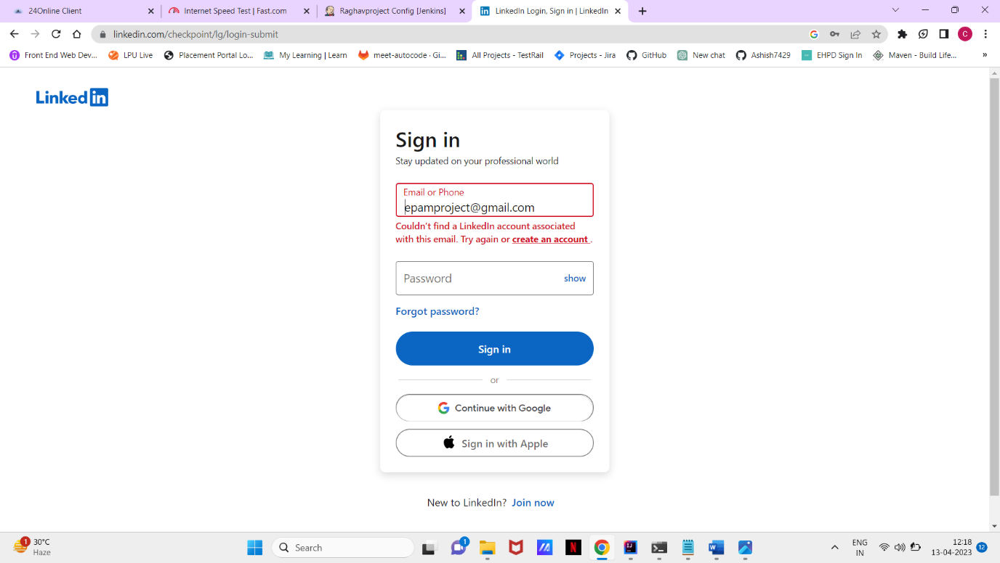 24Online Client
Internet Speed Test | Fast.com
Raghavproject Config [Jenkins]
LinkedIn Login, Sign in | LinkedIn
linkedin.com/checkpoint/lg/login-submit
C
Front End Web Dev...
LPU Live
Placement Portal Lo...
My Learning | Learn
meet-autocode · Gi...
All Projects - TestRail
Projects - Jira
GitHub
New chat
Ashish7429
EHPD Sign In
Maven - Build Life...
»
Linked in
Sign in
Stay updated on your professional world
Email or Phone
epamproject@gmail.com
Couldn't find a LinkedIn account associated
with this email. Try again or create an account .
Password
show
Forgot password?
Sign in
or
Continue with Google
Sign in with Apple
New to LinkedIn? Join now
1
30°C
Haze
Search
1
N
W
ENG
IN
12:18
13-04-2023
12